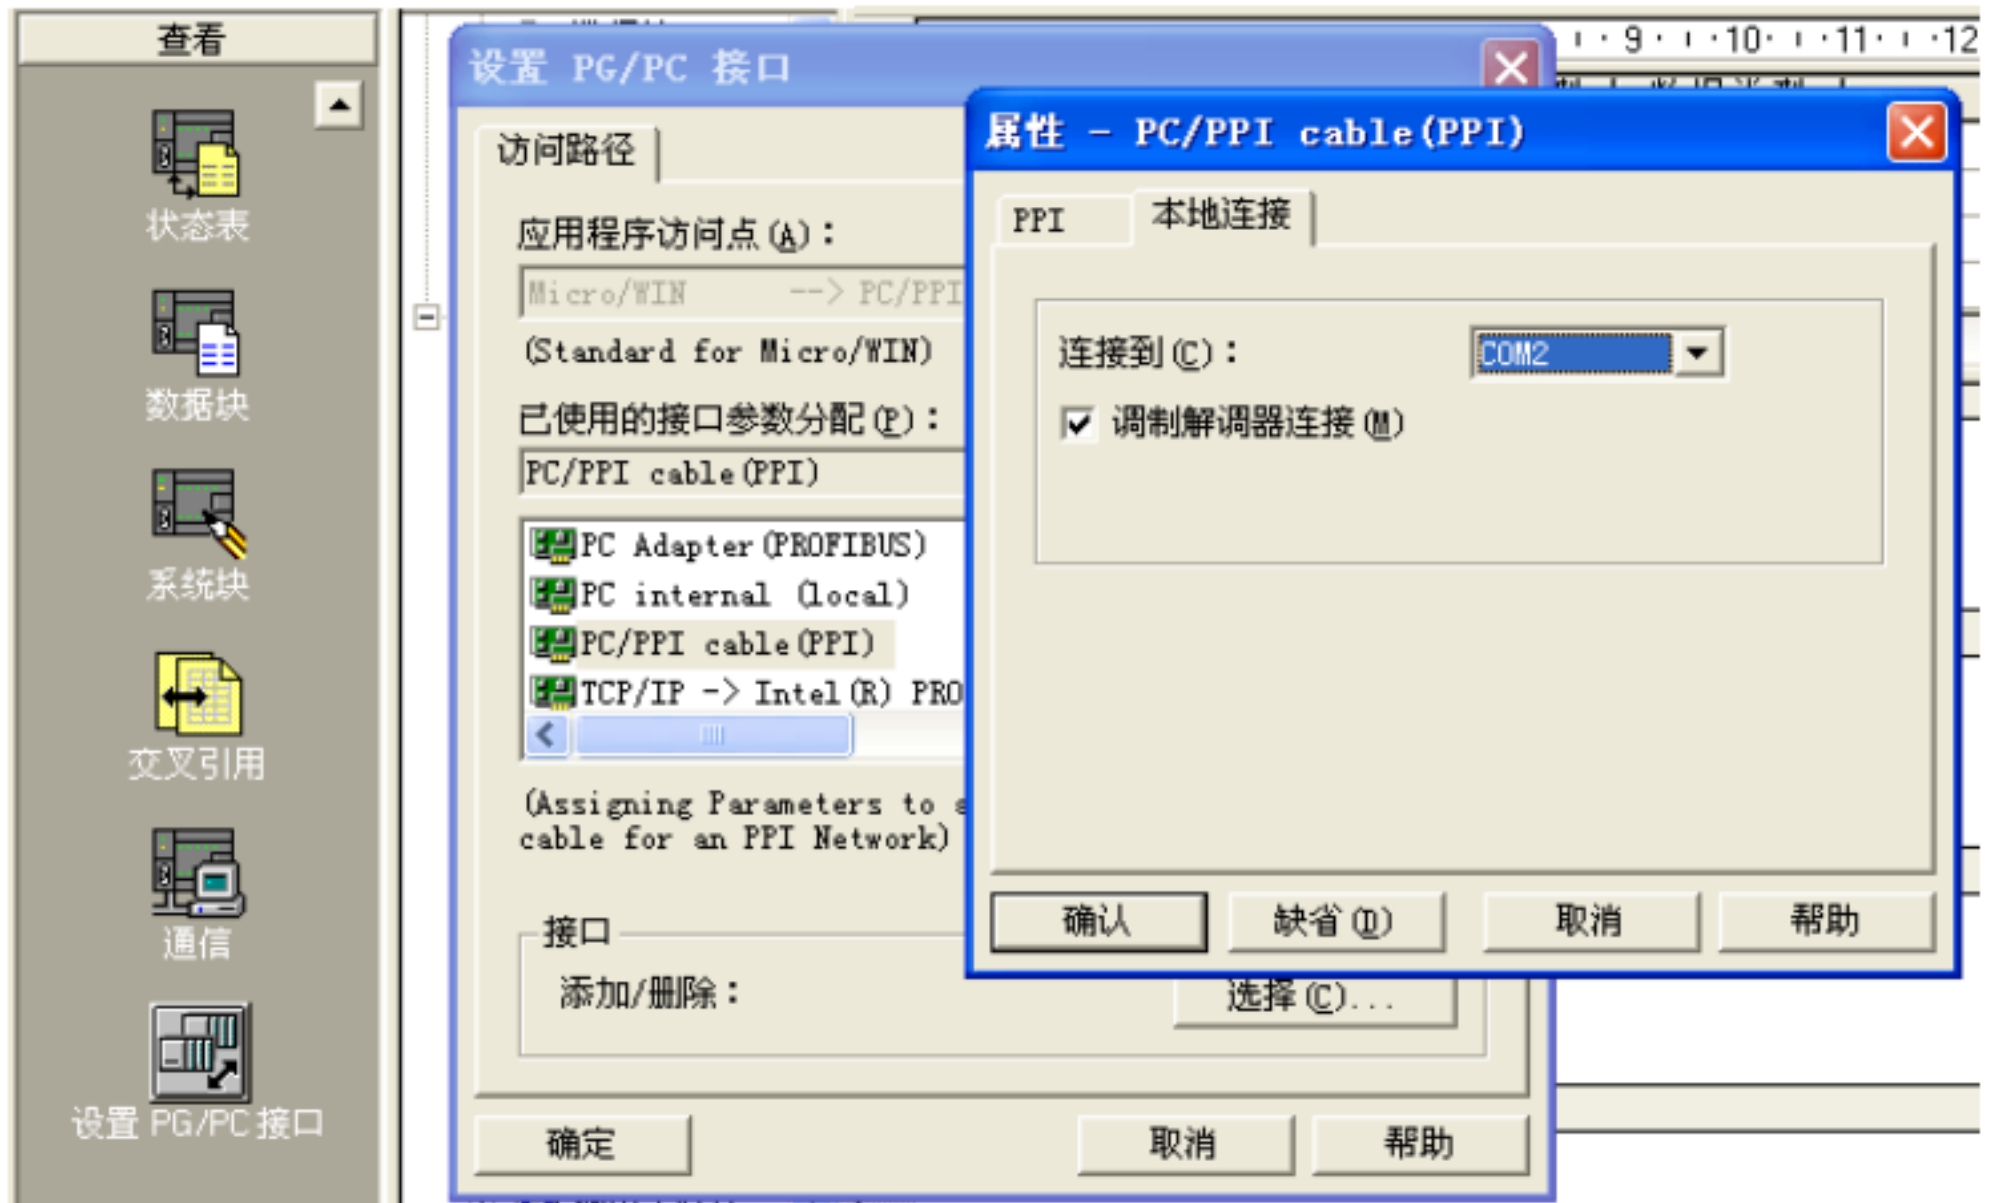 查看
状态表
数据块
系统块
交叉引用
通信
设置 PG/PC 接口
9 10 11 12
设置 PG/PC 接口
访问路径
应用程序访问点(A)：
Micro/WIN --> PC/PPI
(Standard for Micro/WIN)
已使用的接口参数分配(P)：
PC/PPI cable(PPI)
PC Adapter(PROFIBUS)
PC internal (local)
PC/PPI cable(PPI)
TCP/IP -> Intel(R) PRO
(Assigning Parameters to
cable for an PPI Network)
接口
添加/删除：
选择(C)...
确定
取消
帮助
属性 - PC/PPI cable(PPI)
PPI
本地连接
连接到(C)：
COM2
调制解调器连接(M)
确认
缺省(D)
取消
帮助